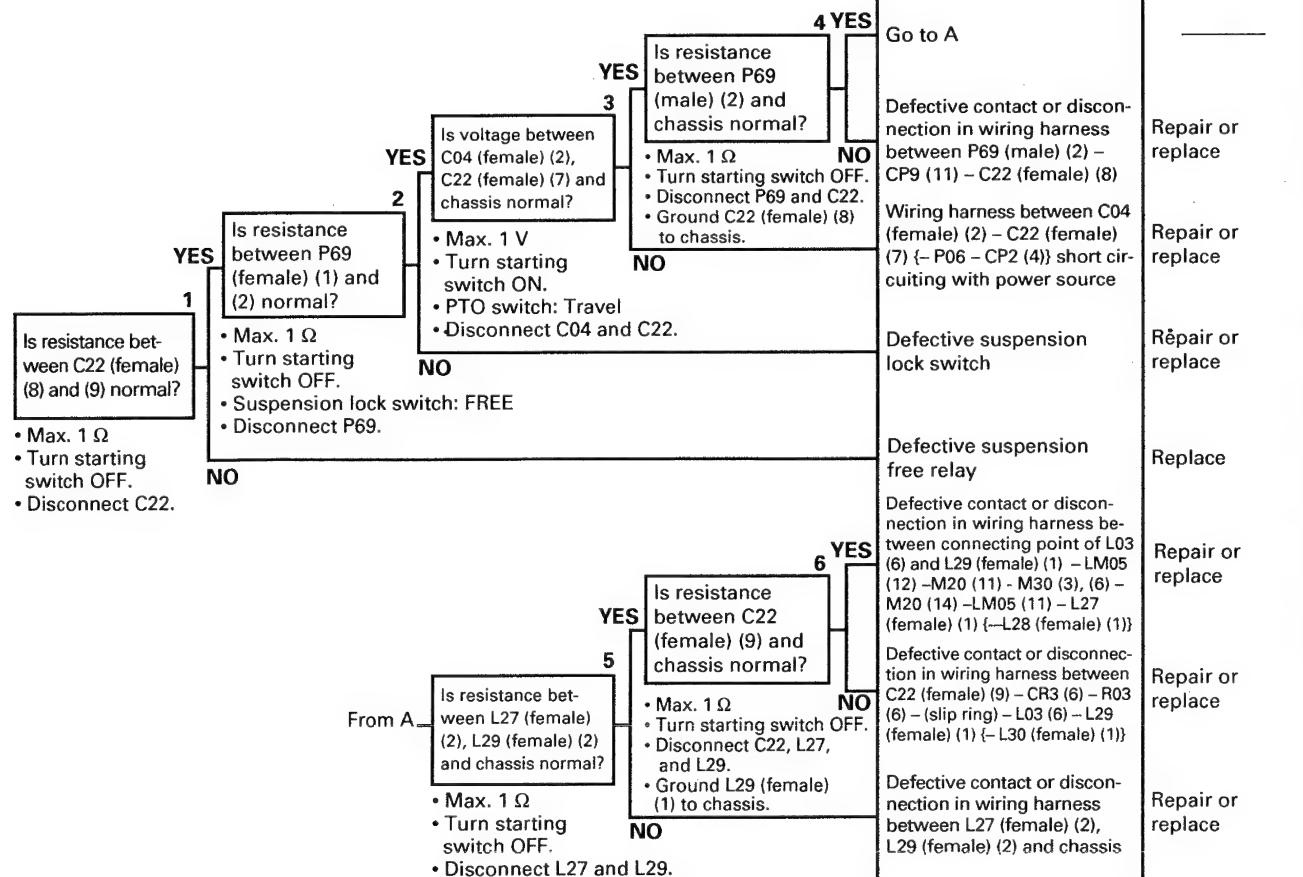 4 YES
Is resistance
between P69
(male) (2) and
chassis normal?
• Max. 1 Ω
• Turn starting switch OFF.
• Disconnect P69 and C22.
• Ground C22 (female) (8)
to chassis.
Go to A
NO
Defective contact or discon-
nection in wiring harness
between P69 (male) (2) –
CP9 (11) – C22 (female) (8)
Repair or
replace
YES
3
Is voltage between
C04 (female) (2),
C22 (female) (7) and
chassis normal?
• Max. 1 V
• Turn starting
switch ON.
• PTO switch: Travel
• Disconnect C04 and C22.
NO
Wiring harness between C04
(female) (2) – C22 (female)
(7) {– P06 – CP2 (4)} short cir-
cuiting with power source
Repair or
replace
YES
2
Is resistance
between P69
(female) (1) and
(2) normal?
• Max. 1 Ω
• Turn starting
switch OFF.
• Suspension lock switch: FREE
• Disconnect P69.
NO
Defective suspension
lock switch
Repair or
replace
YES
1
Is resistance bet-
ween C22 (female)
(8) and (9) normal?
• Max. 1 Ω
• Turn starting
switch OFF.
• Disconnect C22.
NO
Defective suspension
free relay
Replace
6 YES
Is resistance
between C22
(female) (9) and
chassis normal?
• Max. 1 Ω
• Turn starting switch OFF.
• Disconnect C22, L27,
and L29.
• Ground L29 (female)
(1) to chassis.
Defective contact or discon-
nection in wiring harness be-
tween connecting point of L03
(6) and L29 (female) (1) – LM05
(12) –M20 (11) - M30 (3), (6) –
M20 (14) –LM05 (11) – L27
(female) (1) {—L28 (female) (1)}
Repair or
replace
NO
Defective contact or disconnec-
tion in wiring harness between
C22 (female) (9) – CR3 (6) – R03
(6) – (slip ring) – L03 (6) – L29
(female) (1) {– L30 (female) (1)}
Repair or
replace
YES
5
From A
Is resistance bet-
ween L27 (female)
(2), L29 (female) (2)
and chassis normal?
• Max. 1 Ω
• Turn starting
switch OFF.
• Disconnect L27 and L29.
NO
Defective contact or discon-
nection in wiring harness
between L27 (female) (2),
L29 (female) (2) and chassis
Repair or
replace